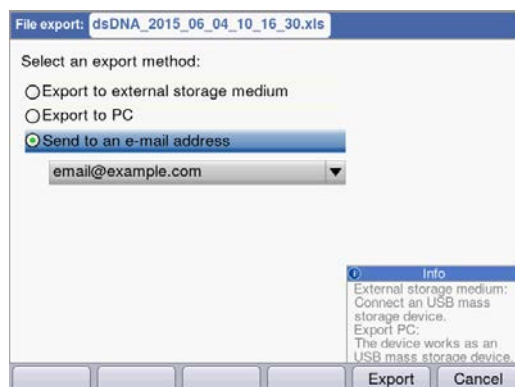 File export: dsDNA_2015_06_04_10_16_30.xls
Select an export method:
Export to external storage medium
Export to PC
Send to an e-mail address
email@example.com
Info
External storage medium:
Connect an USB mass
storage device.
Export PC:
The device works as an
USB mass storage device.
Export Cancel